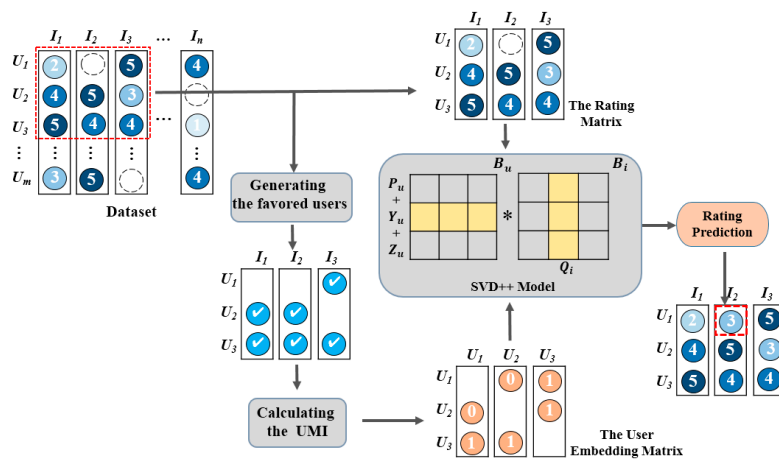 I1 I2 I3 ... In
U1 2 5 4
U2 4 5 3
U3 5 4 4 ... 1
⋮ ⋮ ⋮ ⋮ ⋮
Um 3 5 4
Dataset
I1 I2 I3
U1 2 5
U2 4 5 3
U3 5 4 4
The Rating
Matrix
Generating
the favored users
I1 I2 I3
U1 ✓
U2 ✓ ✓
U3 ✓ ✓ ✓
Calculating
the UMI
U1 U2 U3
U1 0 1
U2 0 1
U3 1 1
The User
Embedding Matrix
Bu Bi
Pu
+
Yu *
+
Zu
Qi
SVD++ Model
Rating
Prediction
I1 I2 I3
U1 2 3 5
U2 4 5 3
U3 5 4 4